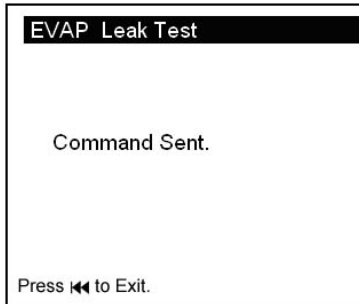 EVAP Leak Test
Command Sent.
Press ⏮ to Exit.